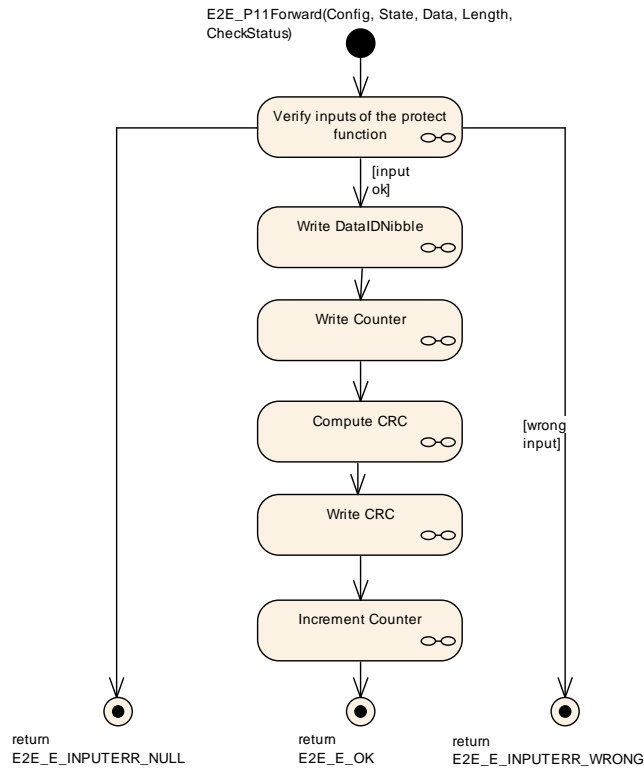 E2E_P11Forward(Config, State, Data, Length,
CheckStatus)
Verify inputs of the protect
function
[input
ok]
Write DataIDNibble
Write Counter
Compute CRC
[wrong
input]
Write CRC
Increment Counter
return
E2E_E_INPUTERR_NULL
return
E2E_E_OK
return
E2E_E_INPUTERR_WRONG